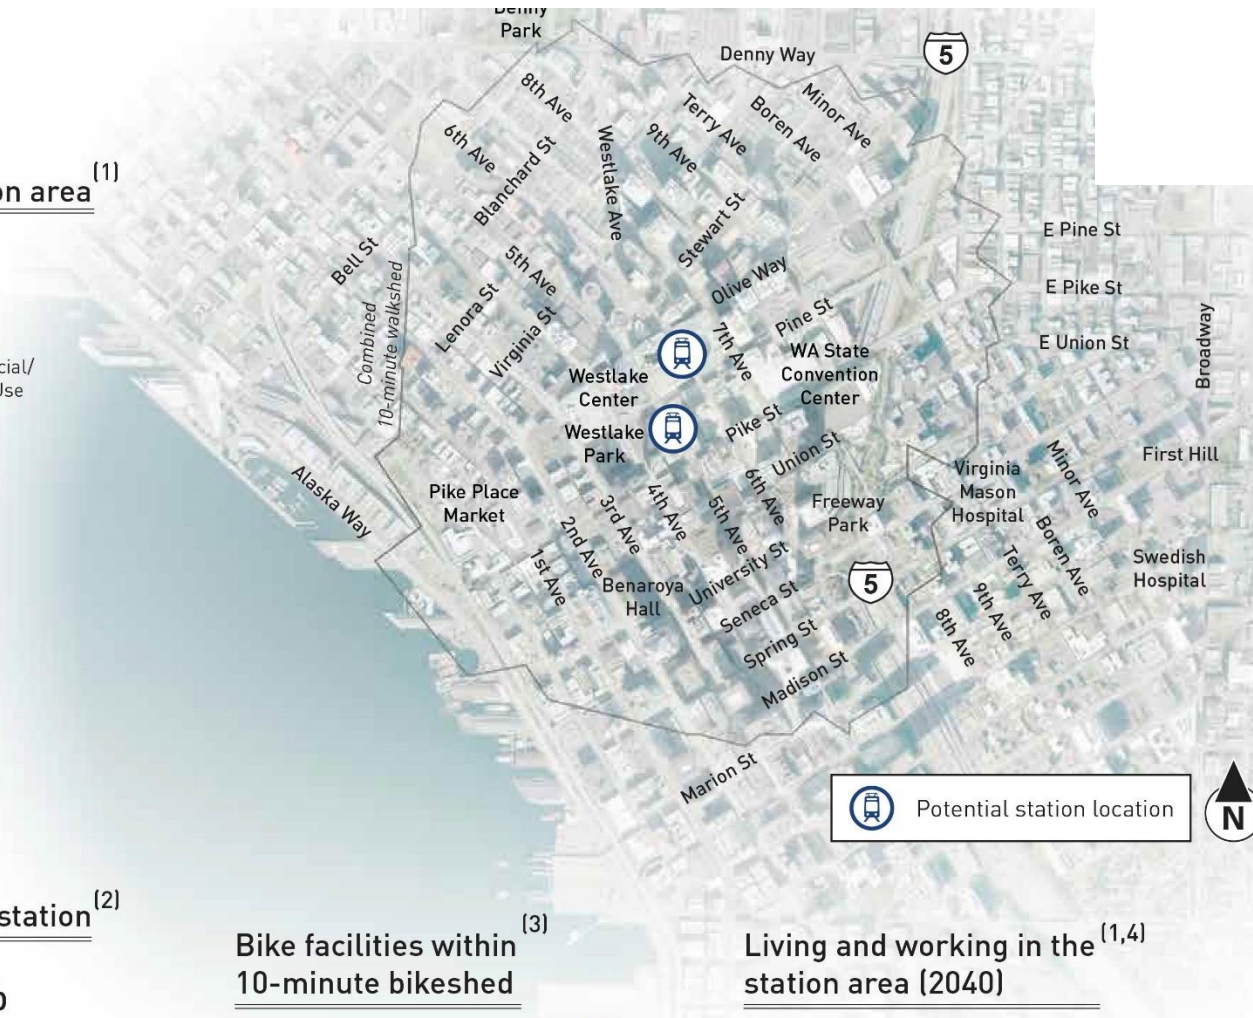 Denny
Park
Denny Way
5
8th Ave
Terry Ave
Boren Ave
Minor Ave
6th Ave
Blanchard St
Westlake Ave
9th Ave
on area(1)
Stewart St
E Pine St
Bell St
5th Ave
Olive Way
E Pike St
Combined
10-minute walkshed
Lenora St
Virginia St
7th Ave
Pine St
E Union St
Broadway
WA State
Convention
Center
cial/
Use
Westlake
Center
Westlake
Park
Pike St
Union St
First Hill
Alaska Way
Pike Place
Market
1st Ave
2nd Ave
3rd Ave
4th Ave
5th Ave
6th Ave
Freeway
Park
Virginia
Mason
Hospital
Minor Ave
Boren Ave
Terry Ave
9th Ave
8th Ave
Swedish
Hospital
Benaroya
Hall
University St
Seneca St
Spring St
Madison St
5
Marion St
Potential station location
N
station(2)
Bike facilities within(3)
10-minute bikeshed
Living and working in the(1,4)
station area (2040)